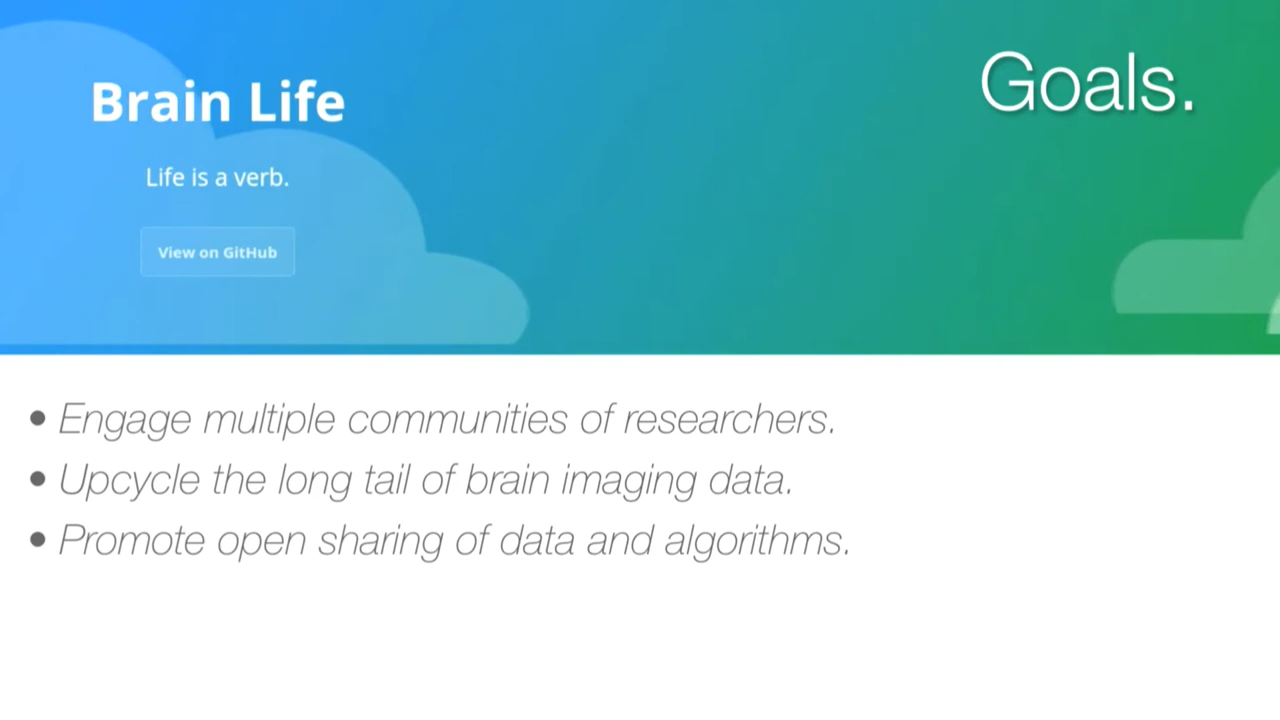 Brain Life
Goals.
Life is a verb.
View on GitHub
• Engage multiple communities of researchers.
• Upcycle the long tail of brain imaging data.
• Promote open sharing of data and algorithms.